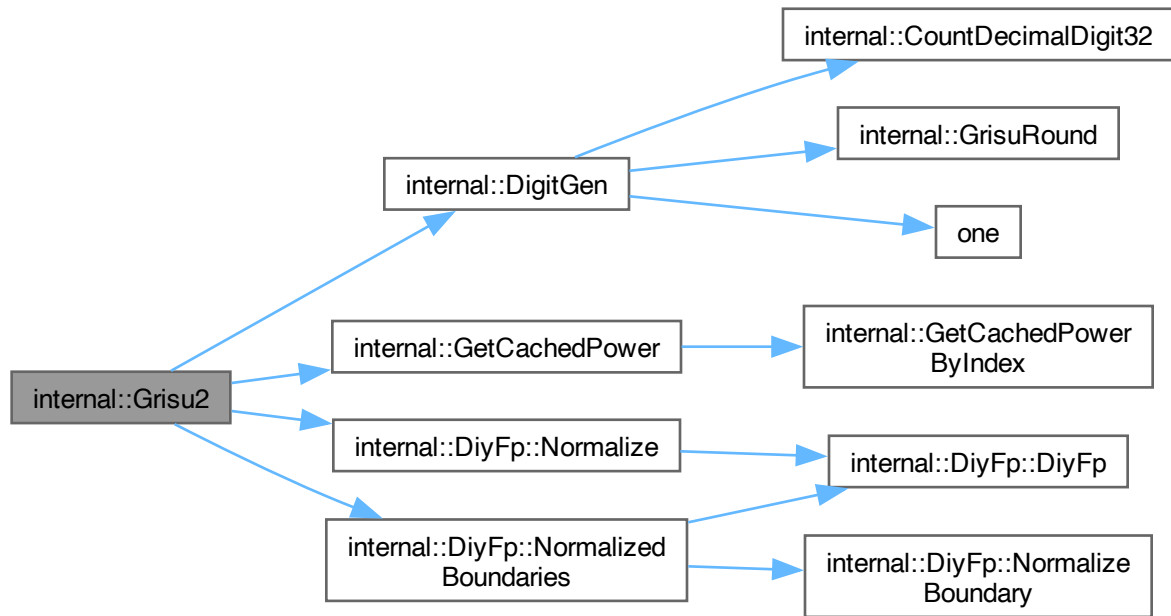 internal::CountDecimalDigit32
internal::GrisuRound
internal::DigitGen
one
internal::GetCachedPower
internal::GetCachedPower
ByIndex
internal::Grisu2
internal::DiyFp::Normalize
internal::DiyFp::DiyFp
internal::DiyFp::Normalized
Boundaries
internal::DiyFp::Normalize
Boundary